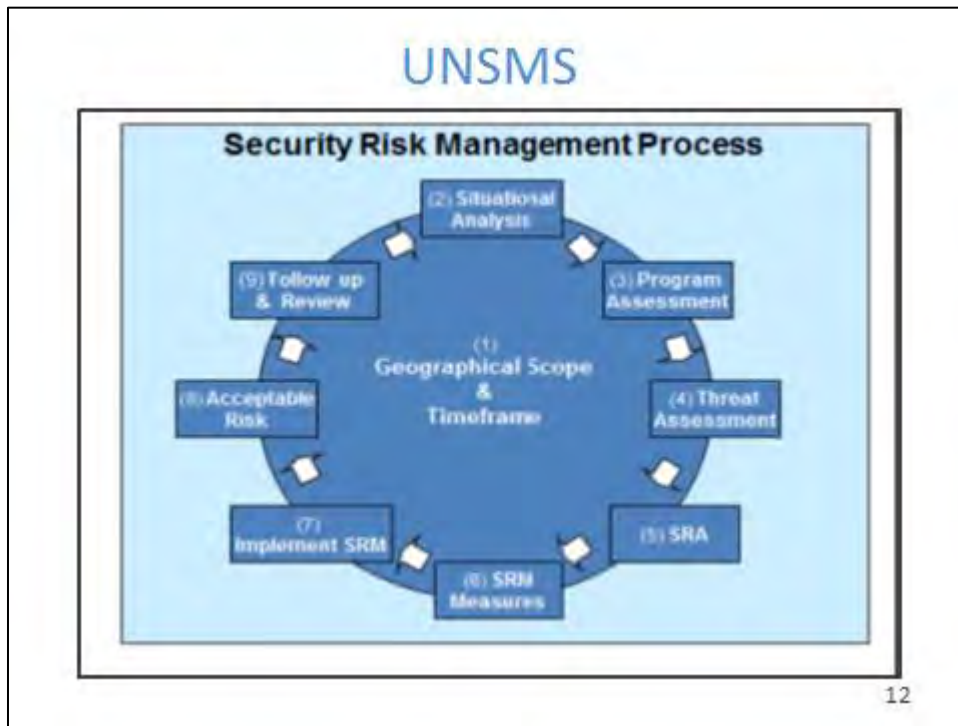 UNSMS
Security Risk Management Process
(1)
Geographical Scope
&
Timeframe
(2) Situational
Analysis
(3) Program
Assessment
(4) Threat
Assessment
(5) SRA
(6) SRM
Measures
(7)
Implement SRM
(8) Acceptable
Risk
(9) Follow up
& Review
12